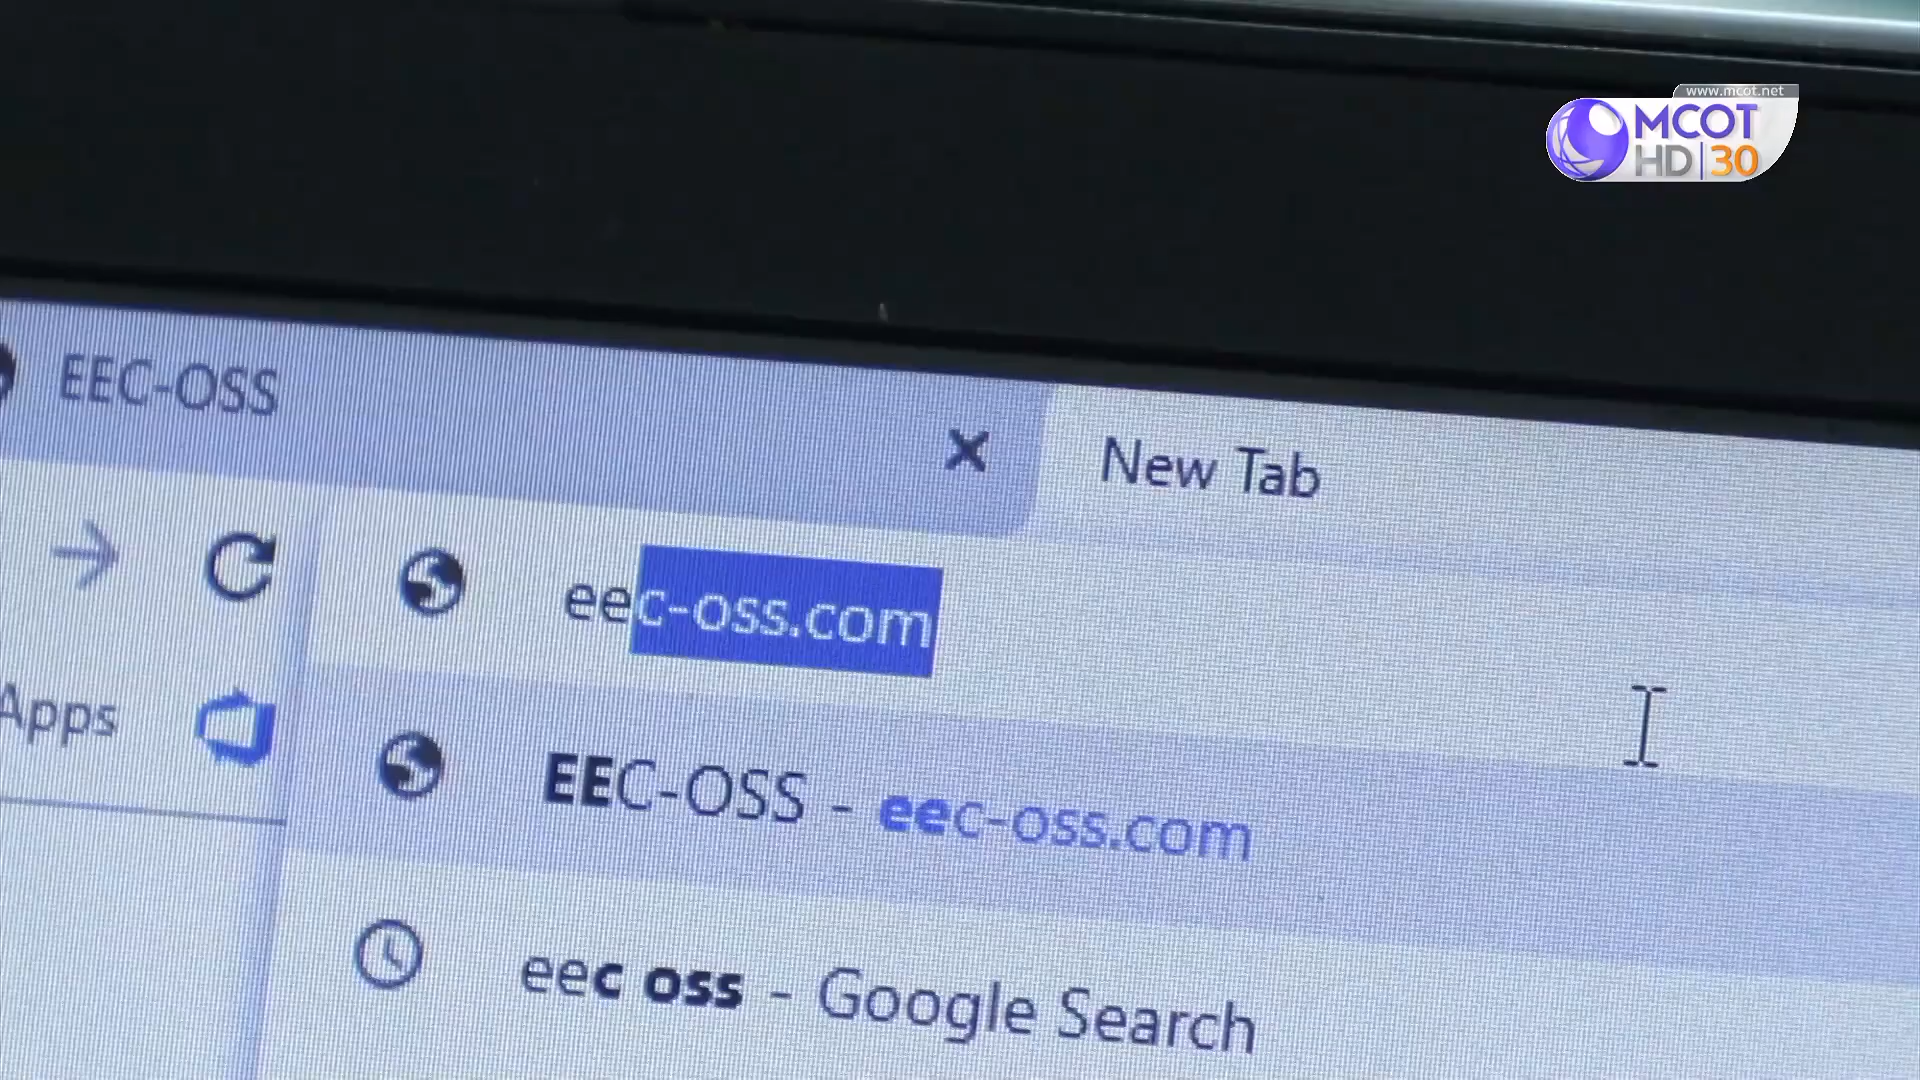 www.mcot.net
MCOT
HD 30
EEC-OSS
New Tab
eec-oss.com
Apps
EEC-OSS - eec-oss.com
eec oss - Google Search